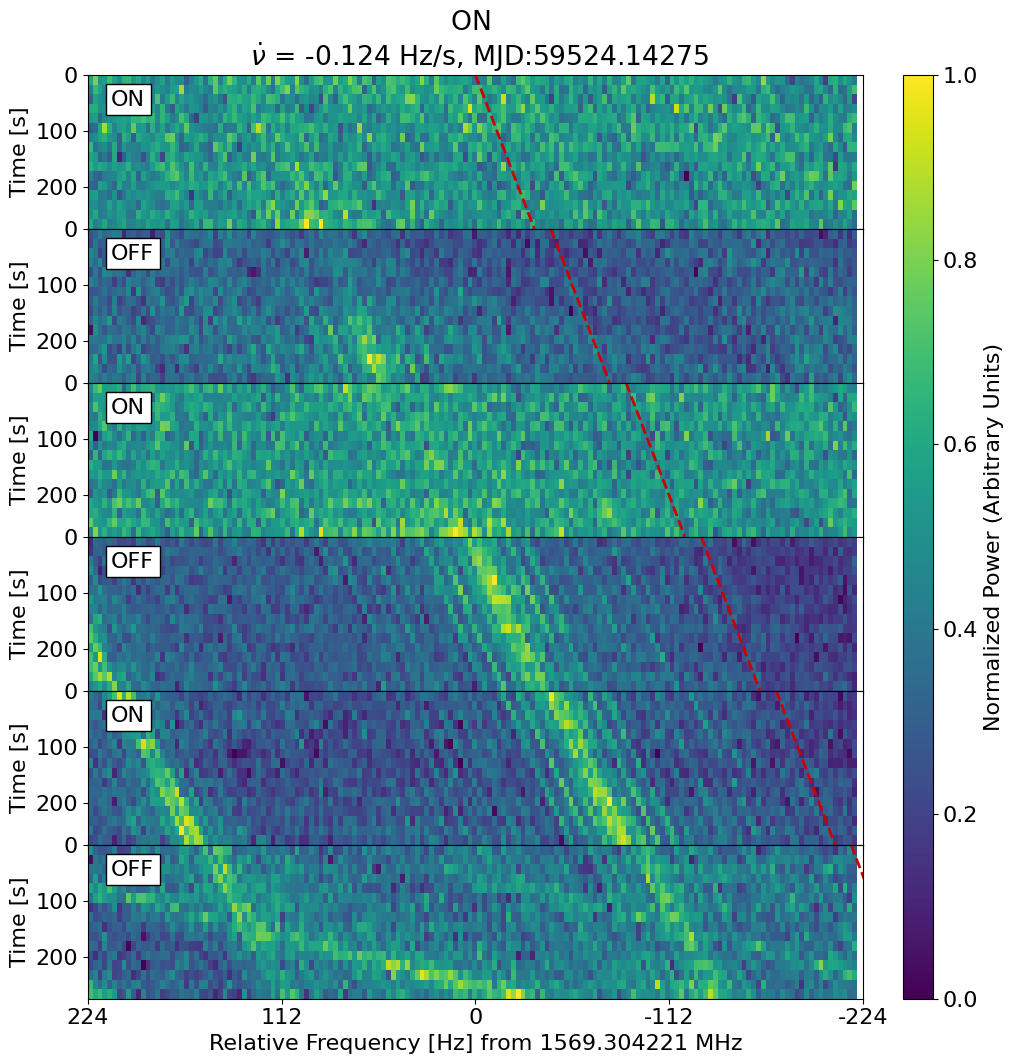 ON
ν̇ = -0.124 Hz/s, MJD:59524.14275
0
ON
100
200
Time [s]
0
OFF
100
200
Time [s]
0
ON
100
200
Time [s]
0
OFF
100
200
Time [s]
0
ON
100
200
Time [s]
0
OFF
100
200
Time [s]
224 112 0 -112 -224
Relative Frequency [Hz] from 1569.304221 MHz
1.0
0.8
0.6
0.4
0.2
0.0
Normalized Power (Arbitrary Units)